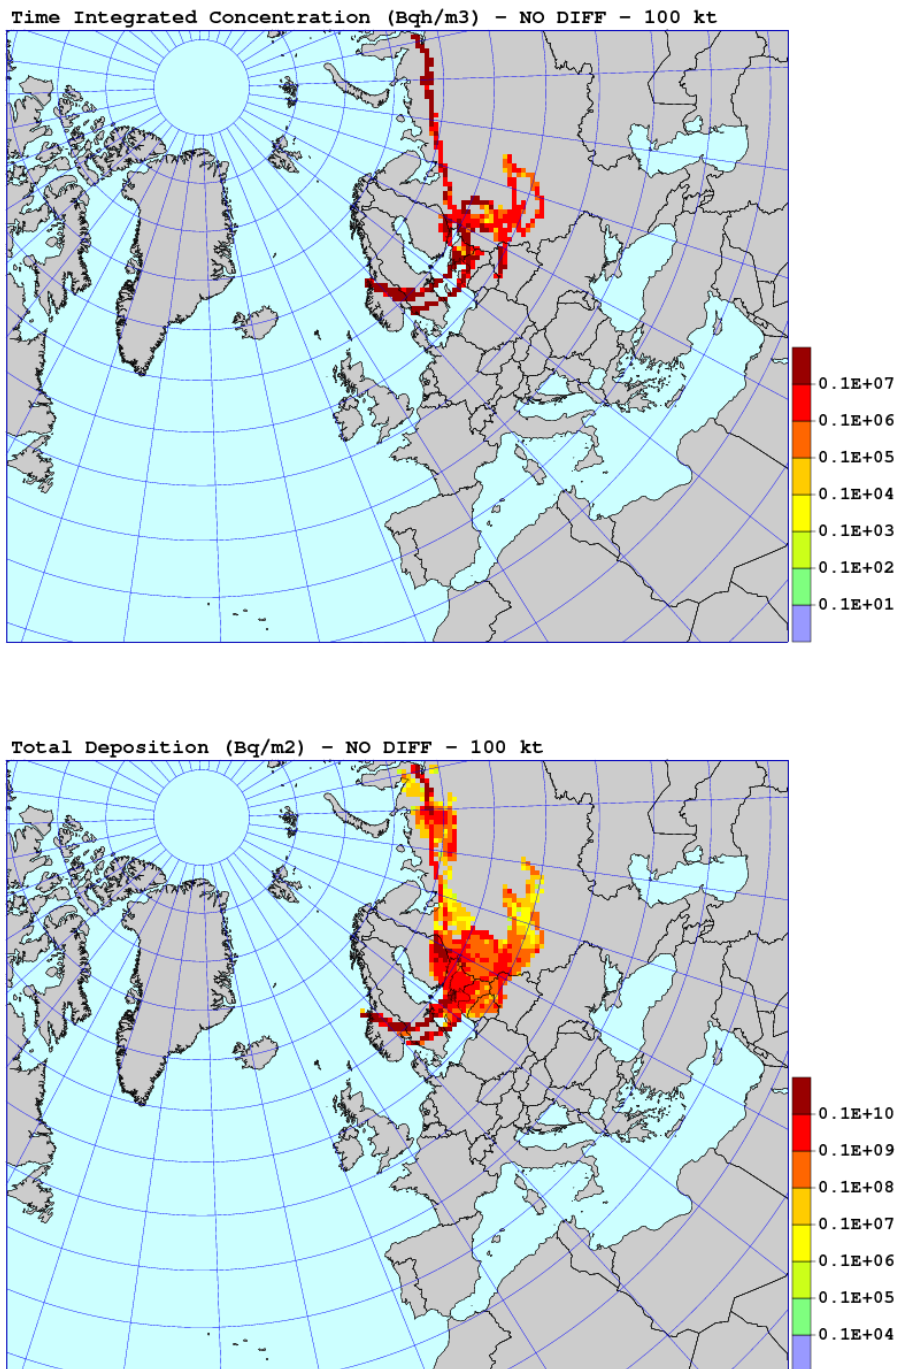 Time Integrated Concentration (Bqh/m3) – NO DIFF – 100 kt
0.1E+07
0.1E+06
0.1E+05
0.1E+04
0.1E+03
0.1E+02
0.1E+01
Total Deposition (Bq/m2) – NO DIFF – 100 kt
0.1E+10
0.1E+09
0.1E+08
0.1E+07
0.1E+06
0.1E+05
0.1E+04